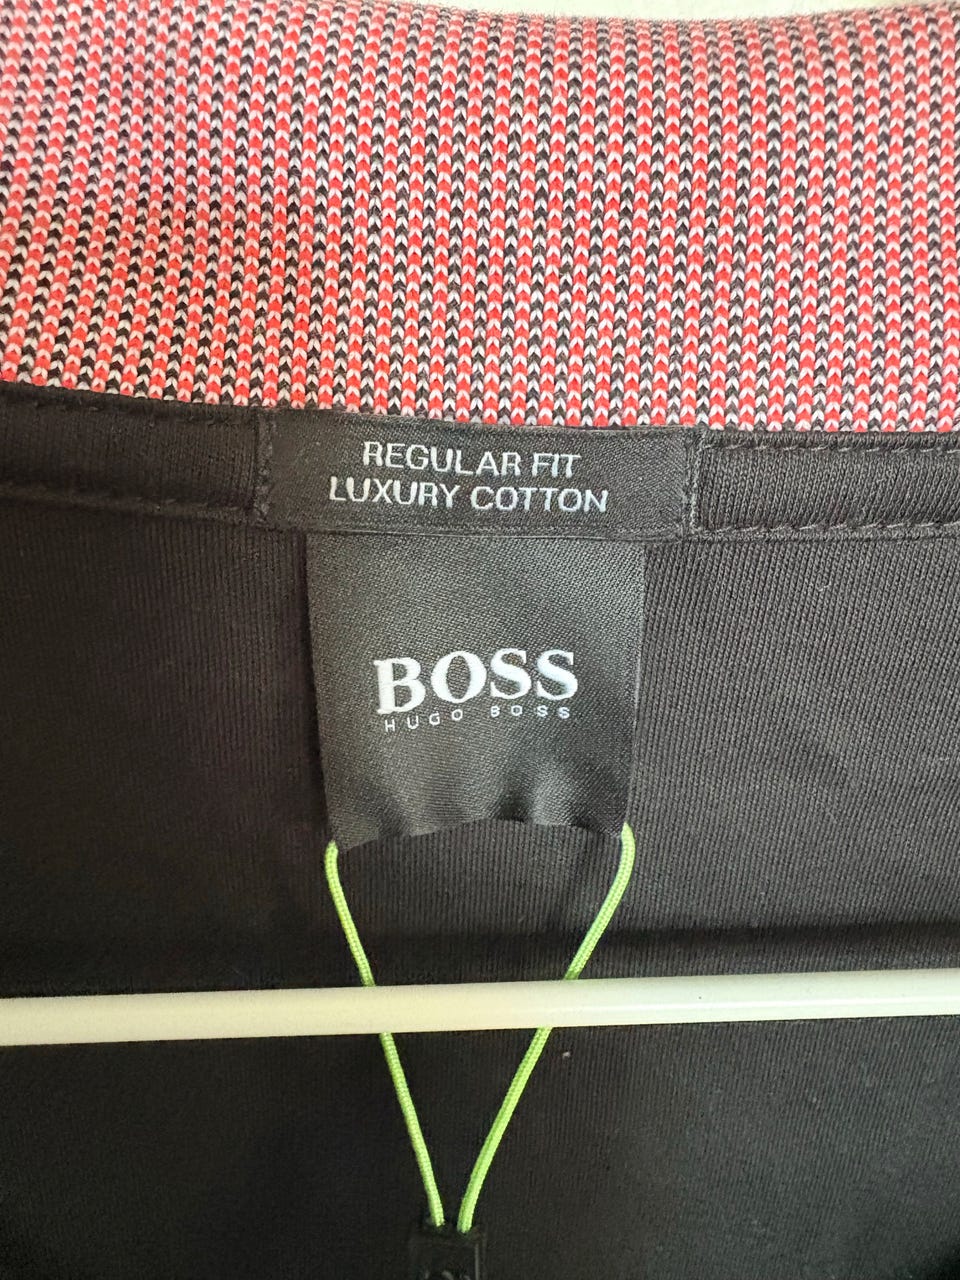 REGULAR FIT
LUXURY COTTON
BOSS
HUGO BOSS